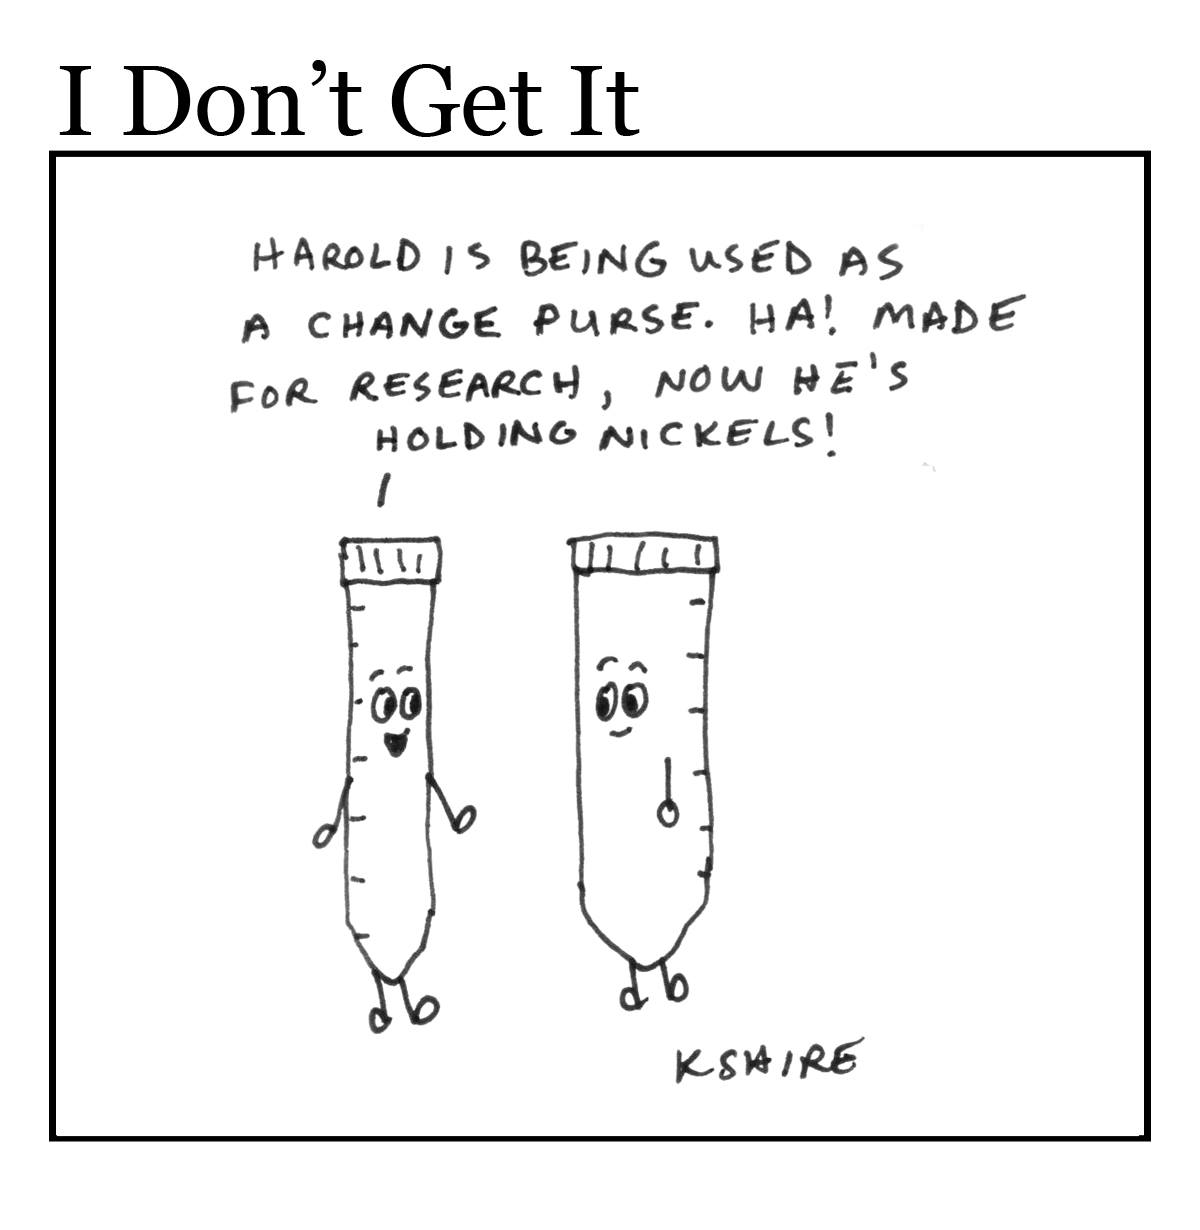 I Don’t Get It
HAROLD IS BEING USED AS
A CHANGE PURSE. HA! MADE
FOR RESEARCH, NOW HE'S
HOLDING NICKELS!
KSHIRE